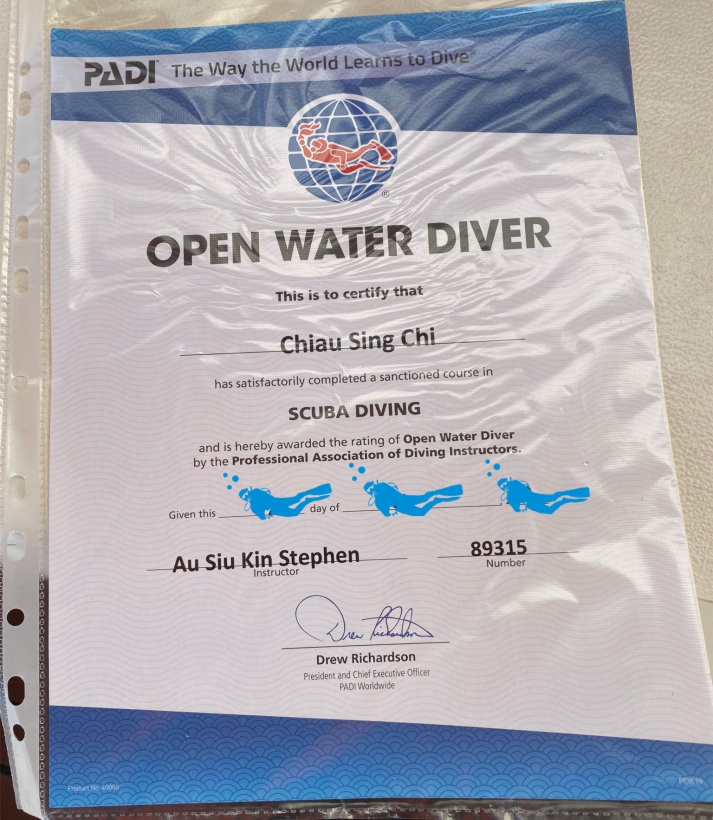 PADI® The Way the World Learns to Dive®
®
OPEN WATER DIVER
This is to certify that
Chiau Sing Chi
has satisfactorily completed a sanctioned course in
SCUBA DIVING
and is hereby awarded the rating of Open Water Diver
by the Professional Association of Diving Instructors.
Given this day of ,
Au Siu Kin Stephen 89315
Instructor Number
Drew Richardson
Drew Richardson
President and Chief Executive Officer
PADI Worldwide
Product No. 40060